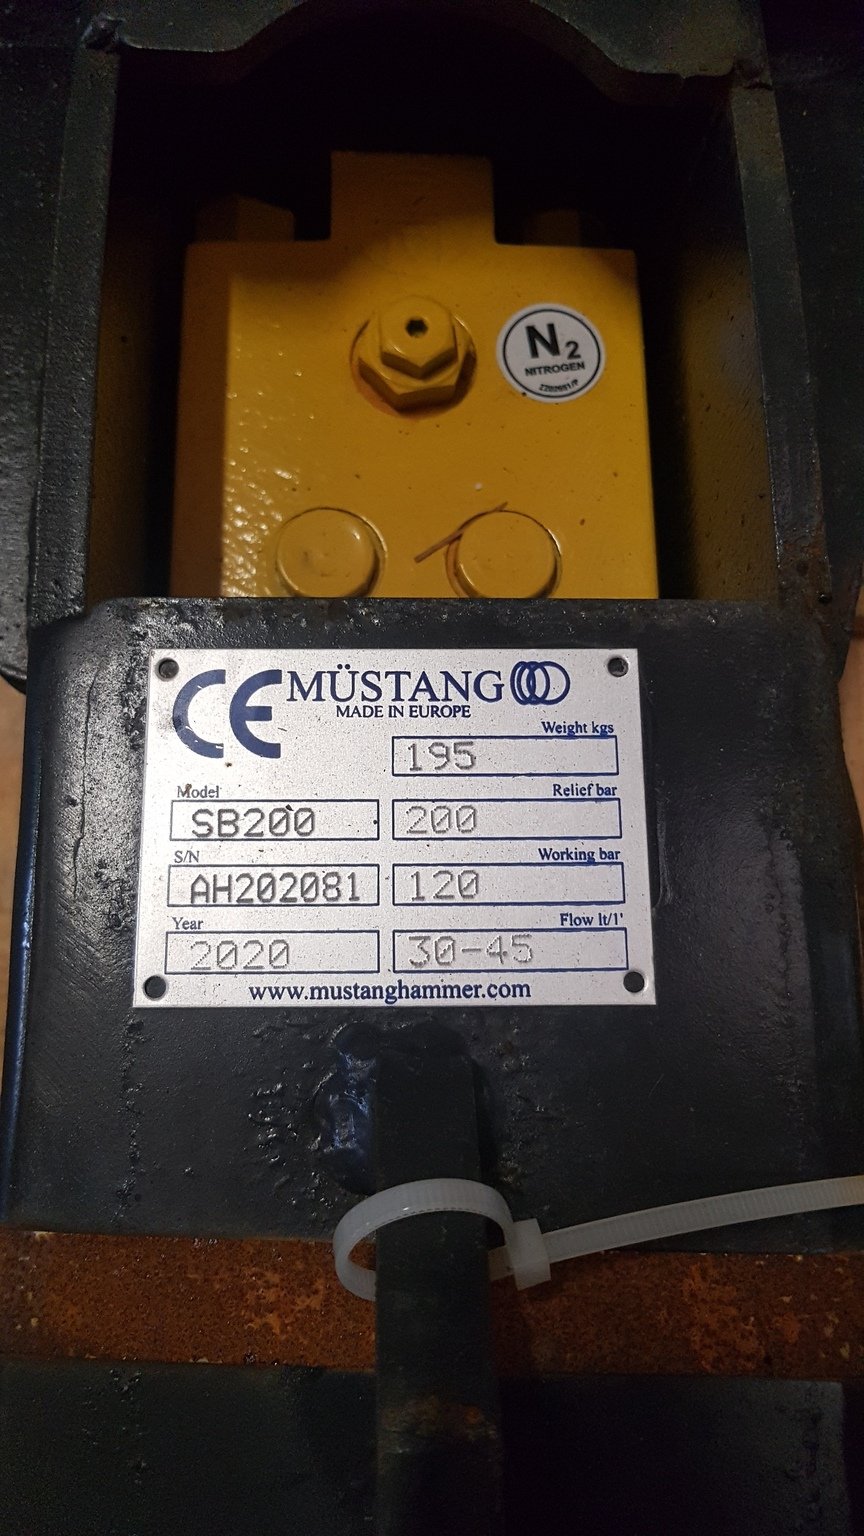 N2
NITROGEN
CE MÜSTANG
MADE IN EUROPE
Weight kgs
195
Model
SB200
Relief bar
200
S/N
AH202081
Working bar
120
Year
2020
Flow lt/1'
30-45
www.mustanghammer.com